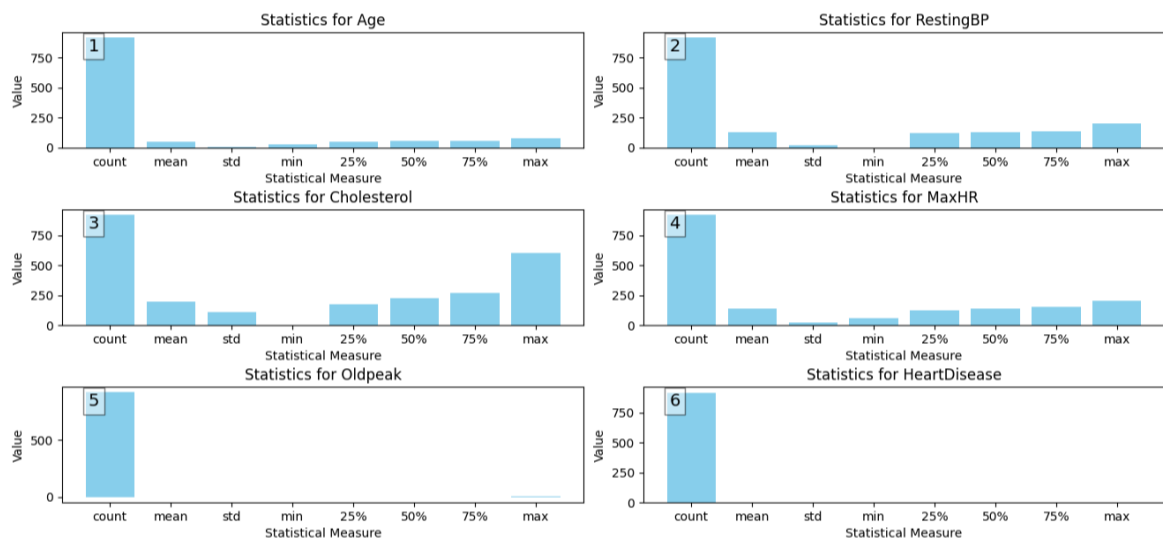 Statistics for Age
1
750
500
250
0
Value
count mean std min 25% 50% 75% max
Statistical Measure
Statistics for RestingBP
2
750
500
250
0
Value
count mean std min 25% 50% 75% max
Statistical Measure
Statistics for Cholesterol
3
750
500
250
0
Value
count mean std min 25% 50% 75% max
Statistical Measure
Statistics for MaxHR
4
750
500
250
0
Value
count mean std min 25% 50% 75% max
Statistical Measure
Statistics for Oldpeak
5
500
0
Value
count mean std min 25% 50% 75% max
Statistical Measure
Statistics for HeartDisease
6
750
500
250
0
Value
count mean std min 25% 50% 75% max
Statistical Measure